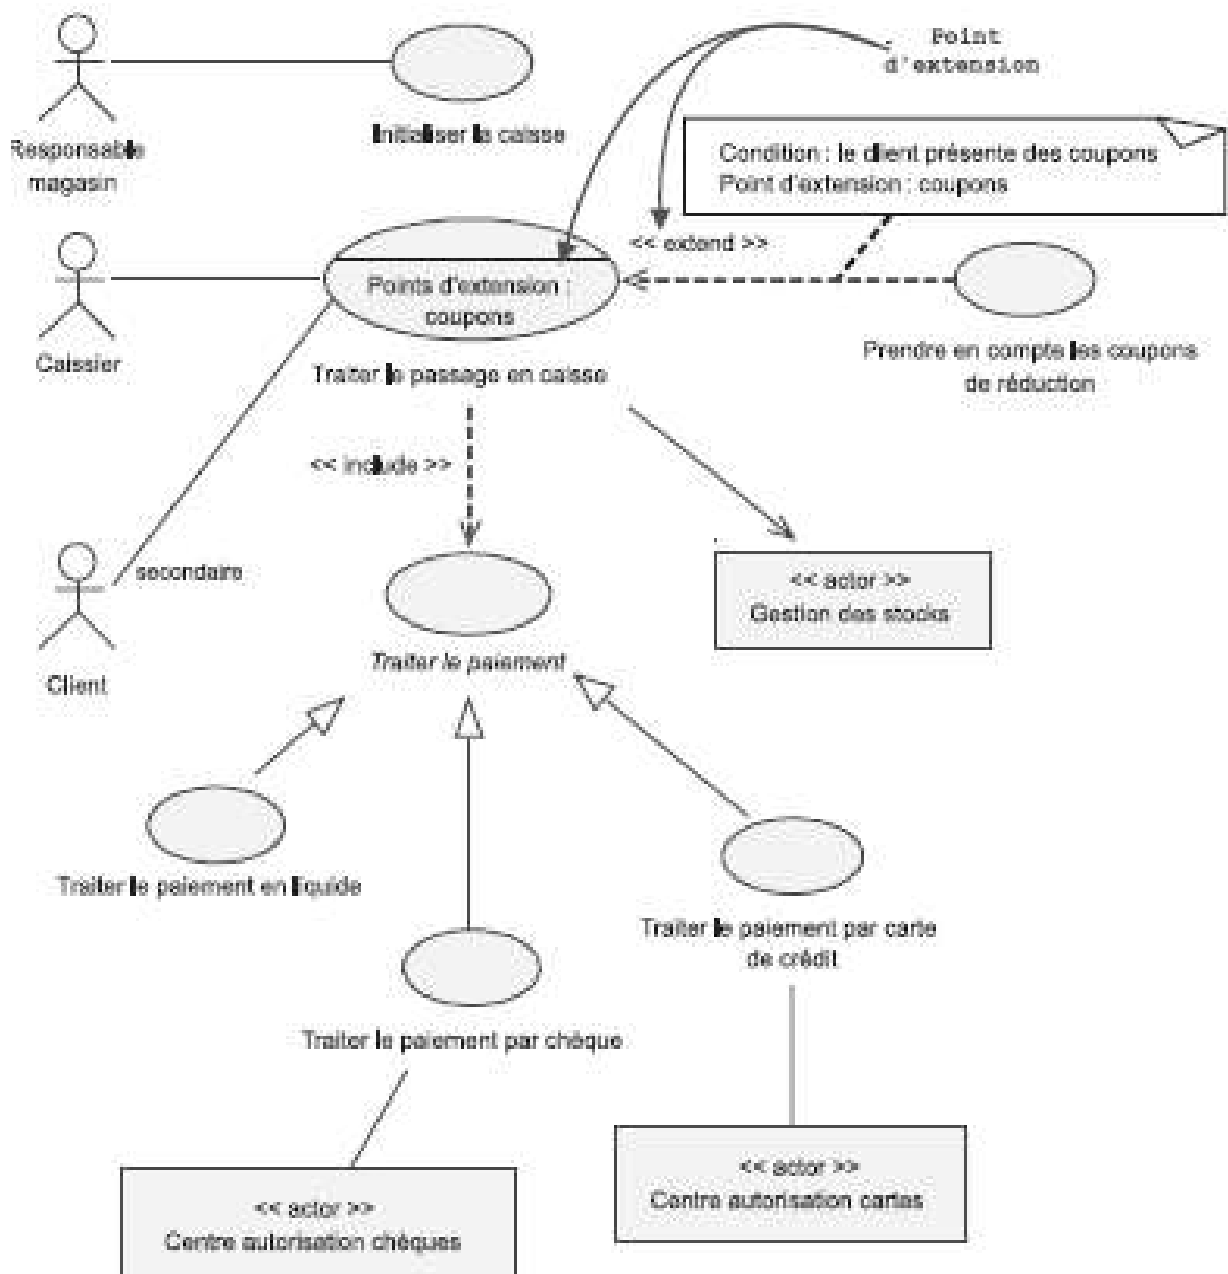 Point
d'extension
Responsable
magasin
Initialiser la caisse
Condition : le client présente des coupons
Point d'extension : coupons
<< extend >>
Points d'extension :
coupons
Caissier
Traiter le passage en caisse
Prendre en compte les coupons
de réduction
<< include >>
secondaire
Client
<< actor >>
Gestion des stocks
Traiter le paiement
Traiter le paiement en liquide
Traiter le paiement par carte
de crédit
Traiter le paiement par chèque
<< actor >>
Centre autorisation cartes
<< actor >>
Centre autorisation chèques